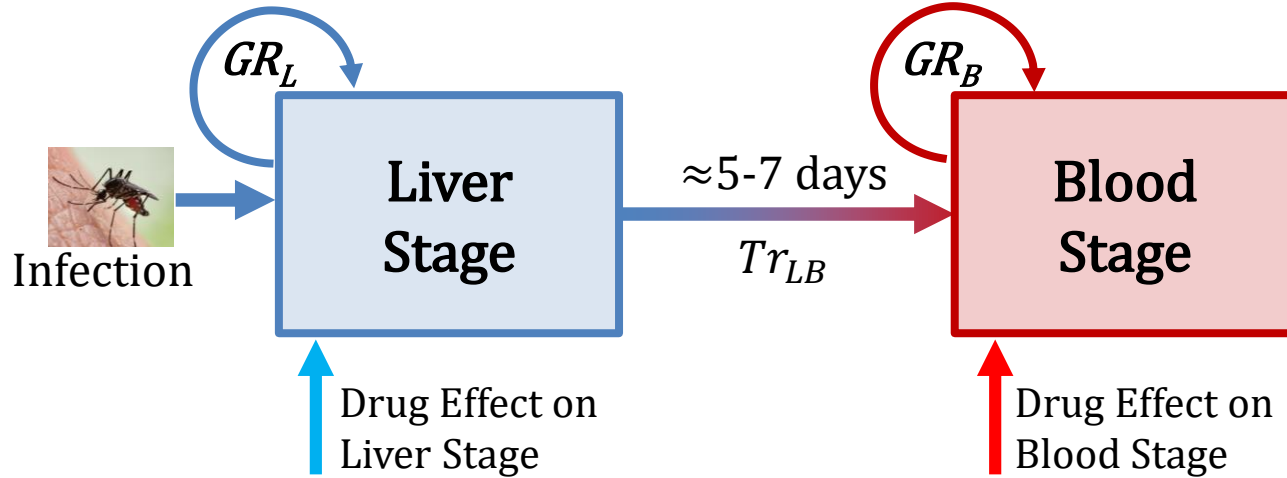 GR_L
GR_B
Liver
Stage
≈5-7 days
Tr_LB
Blood
Stage
Infection
Drug Effect on
Liver Stage
Drug Effect on
Blood Stage